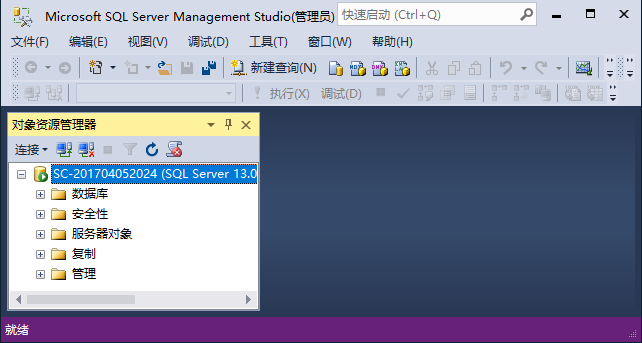 Microsoft SQL Server Management Studio(管理员)
快速启动 (Ctrl+Q)
文件(F) 编辑(E) 视图(V) 调试(D) 工具(T) 窗口(W) 帮助(H)
新建查询(N)
执行(X) 调试(D)
对象资源管理器
连接
SC-201704052024 (SQL Server 13.0
数据库
安全性
服务器对象
复制
管理
就绪